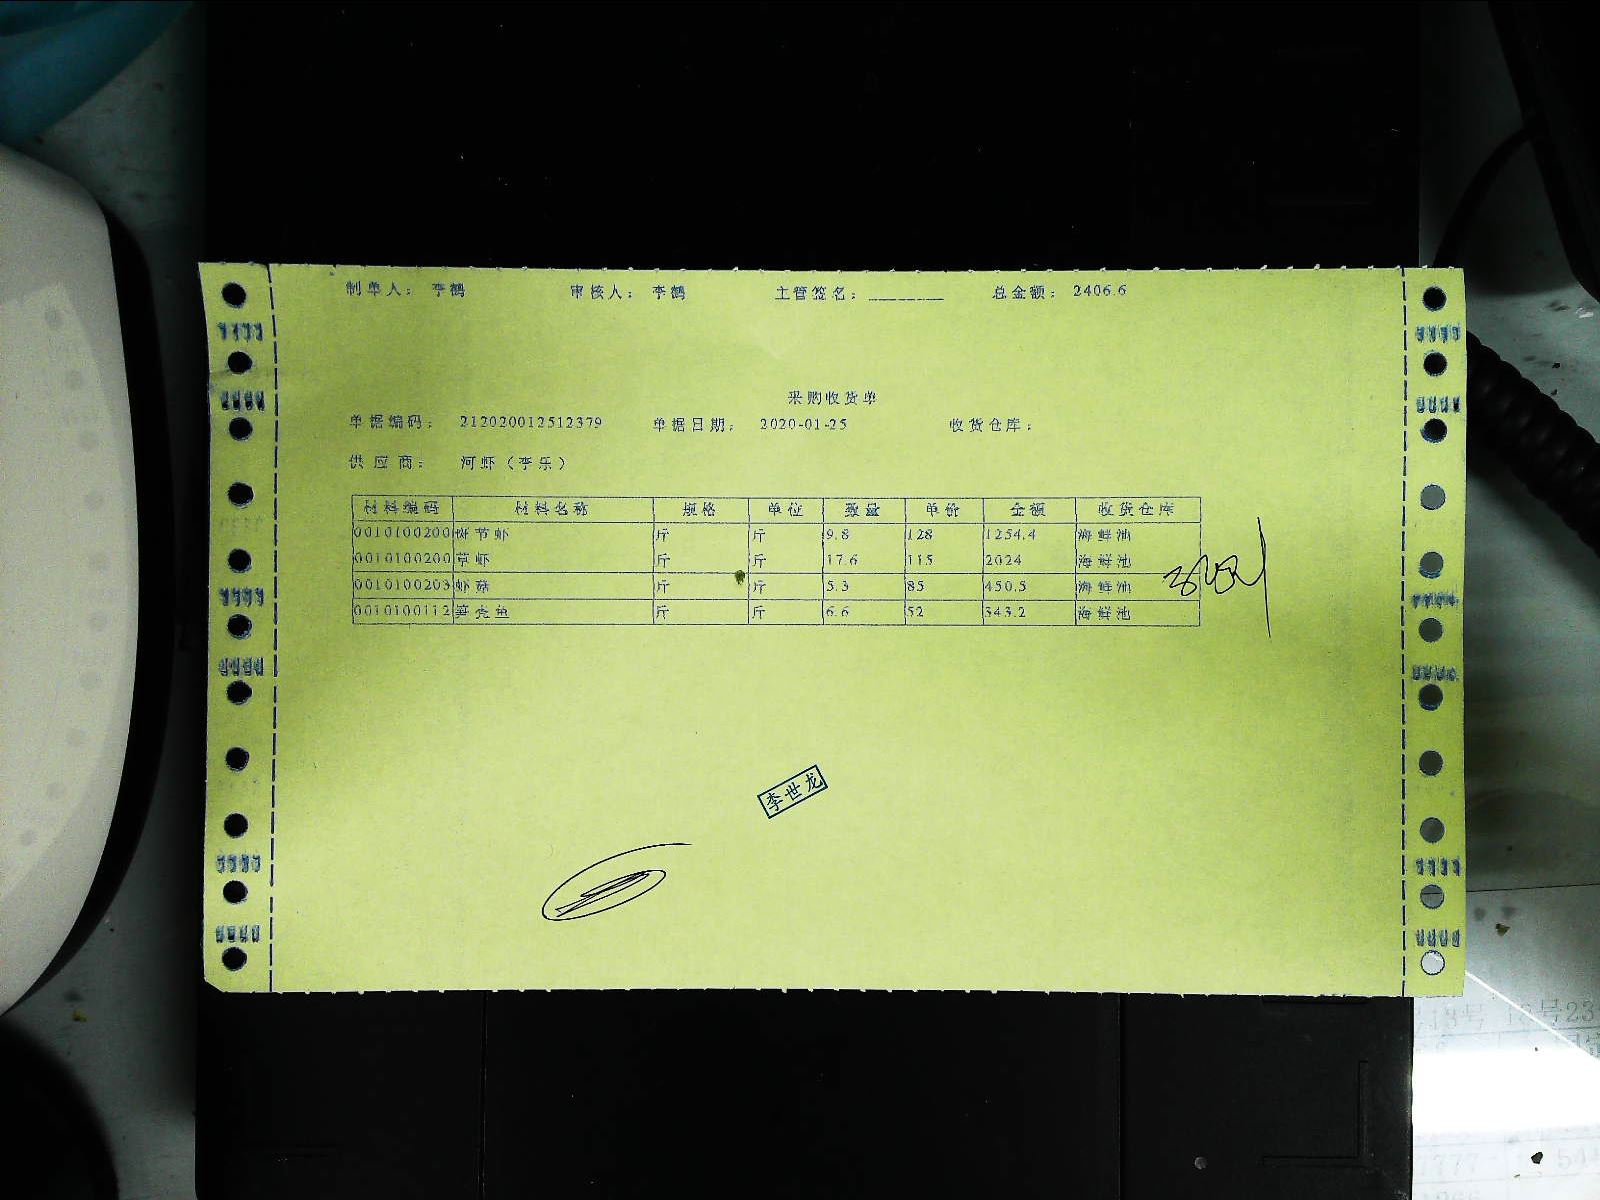 制单人： 李鹤 审核人： 李鹤 主管签名：________ 总金额： 2406.6
采购收货单
单据编码： 212020012512379 单据日期： 2020-01-25 收货仓库：
供应商： 河虾（李乐）
材料编码 材料名称 规格 单位 数量 单价 金额 收货仓库
0010100200 斑节虾 斤 斤 9.8 128 1254.4 海鲜池
0010100200 草虾 斤 斤 17.6 115 2024 海鲜池
0010100203 虾菇 斤 斤 5.3 85 450.5 海鲜池
0010100112 笋壳鱼 斤 斤 6.6 52 343.2 海鲜池
李世龙